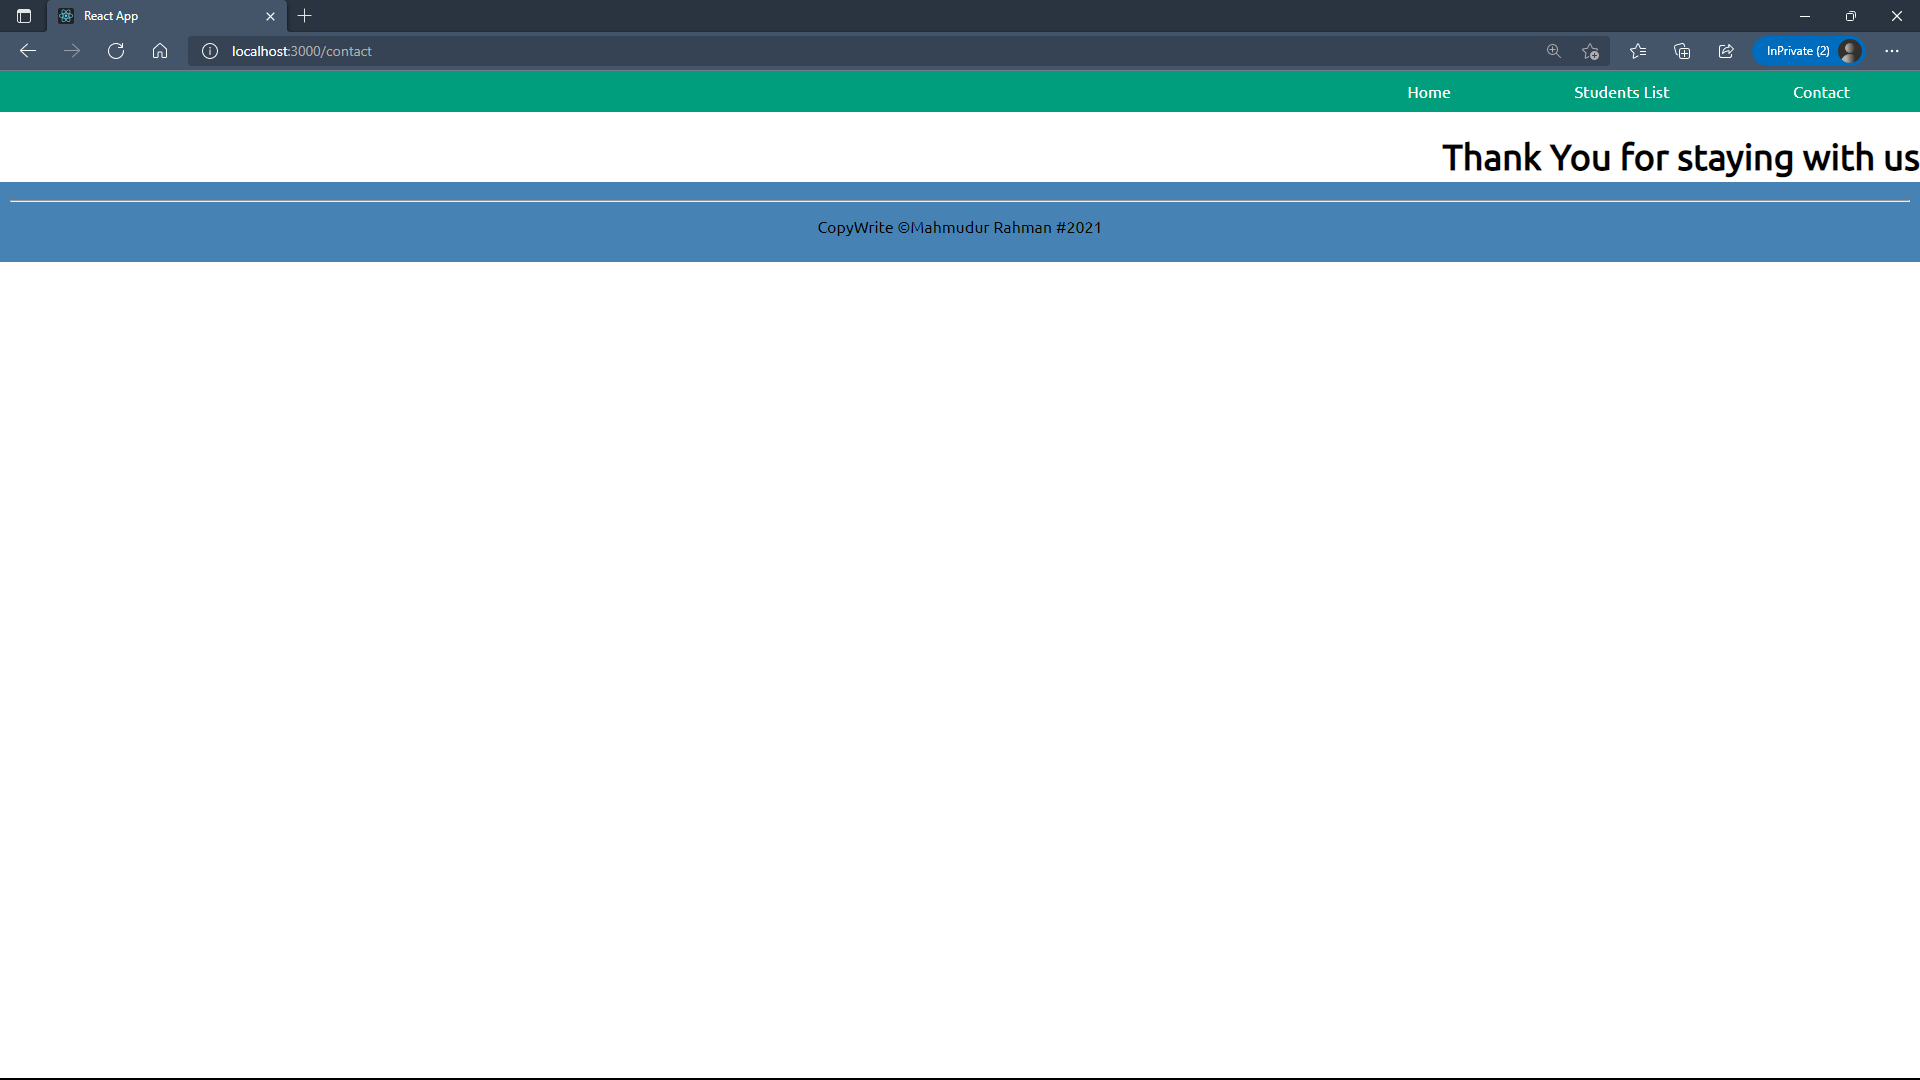 React App
localhost:3000/contact
InPrivate (2)
Home Students List Contact
Thank You for staying with us
CopyWrite ©Mahmudur Rahman #2021